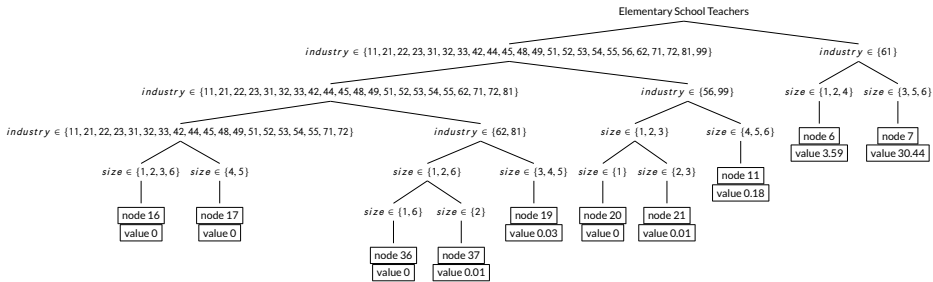 Elementary School Teachers
industry ∈ {11, 21, 22, 23, 31, 32, 33, 42, 44, 45, 48, 49, 51, 52, 53, 54, 55, 56, 62, 71, 72, 81, 99}
industry ∈ {61}
industry ∈ {11, 21, 22, 23, 31, 32, 33, 42, 44, 45, 48, 49, 51, 52, 53, 54, 55, 62, 71, 72, 81}
industry ∈ {56, 99}
size ∈ {1, 2, 4}
size ∈ {3, 5, 6}
industry ∈ {11, 21, 22, 23, 31, 32, 33, 42, 44, 45, 48, 49, 51, 52, 53, 54, 55, 71, 72}
industry ∈ {62, 81}
size ∈ {1, 2, 3}
size ∈ {4, 5, 6}
node 6
value 3.59
node 7
value 30.44
size ∈ {1, 2, 3, 6}
size ∈ {4, 5}
size ∈ {1, 2, 6}
size ∈ {3, 4, 5}
size ∈ {1}
size ∈ {2, 3}
node 11
value 0.18
node 16
value 0
node 17
value 0
size ∈ {1, 6}
size ∈ {2}
node 19
value 0.03
node 20
value 0
node 21
value 0.01
node 36
value 0
node 37
value 0.01